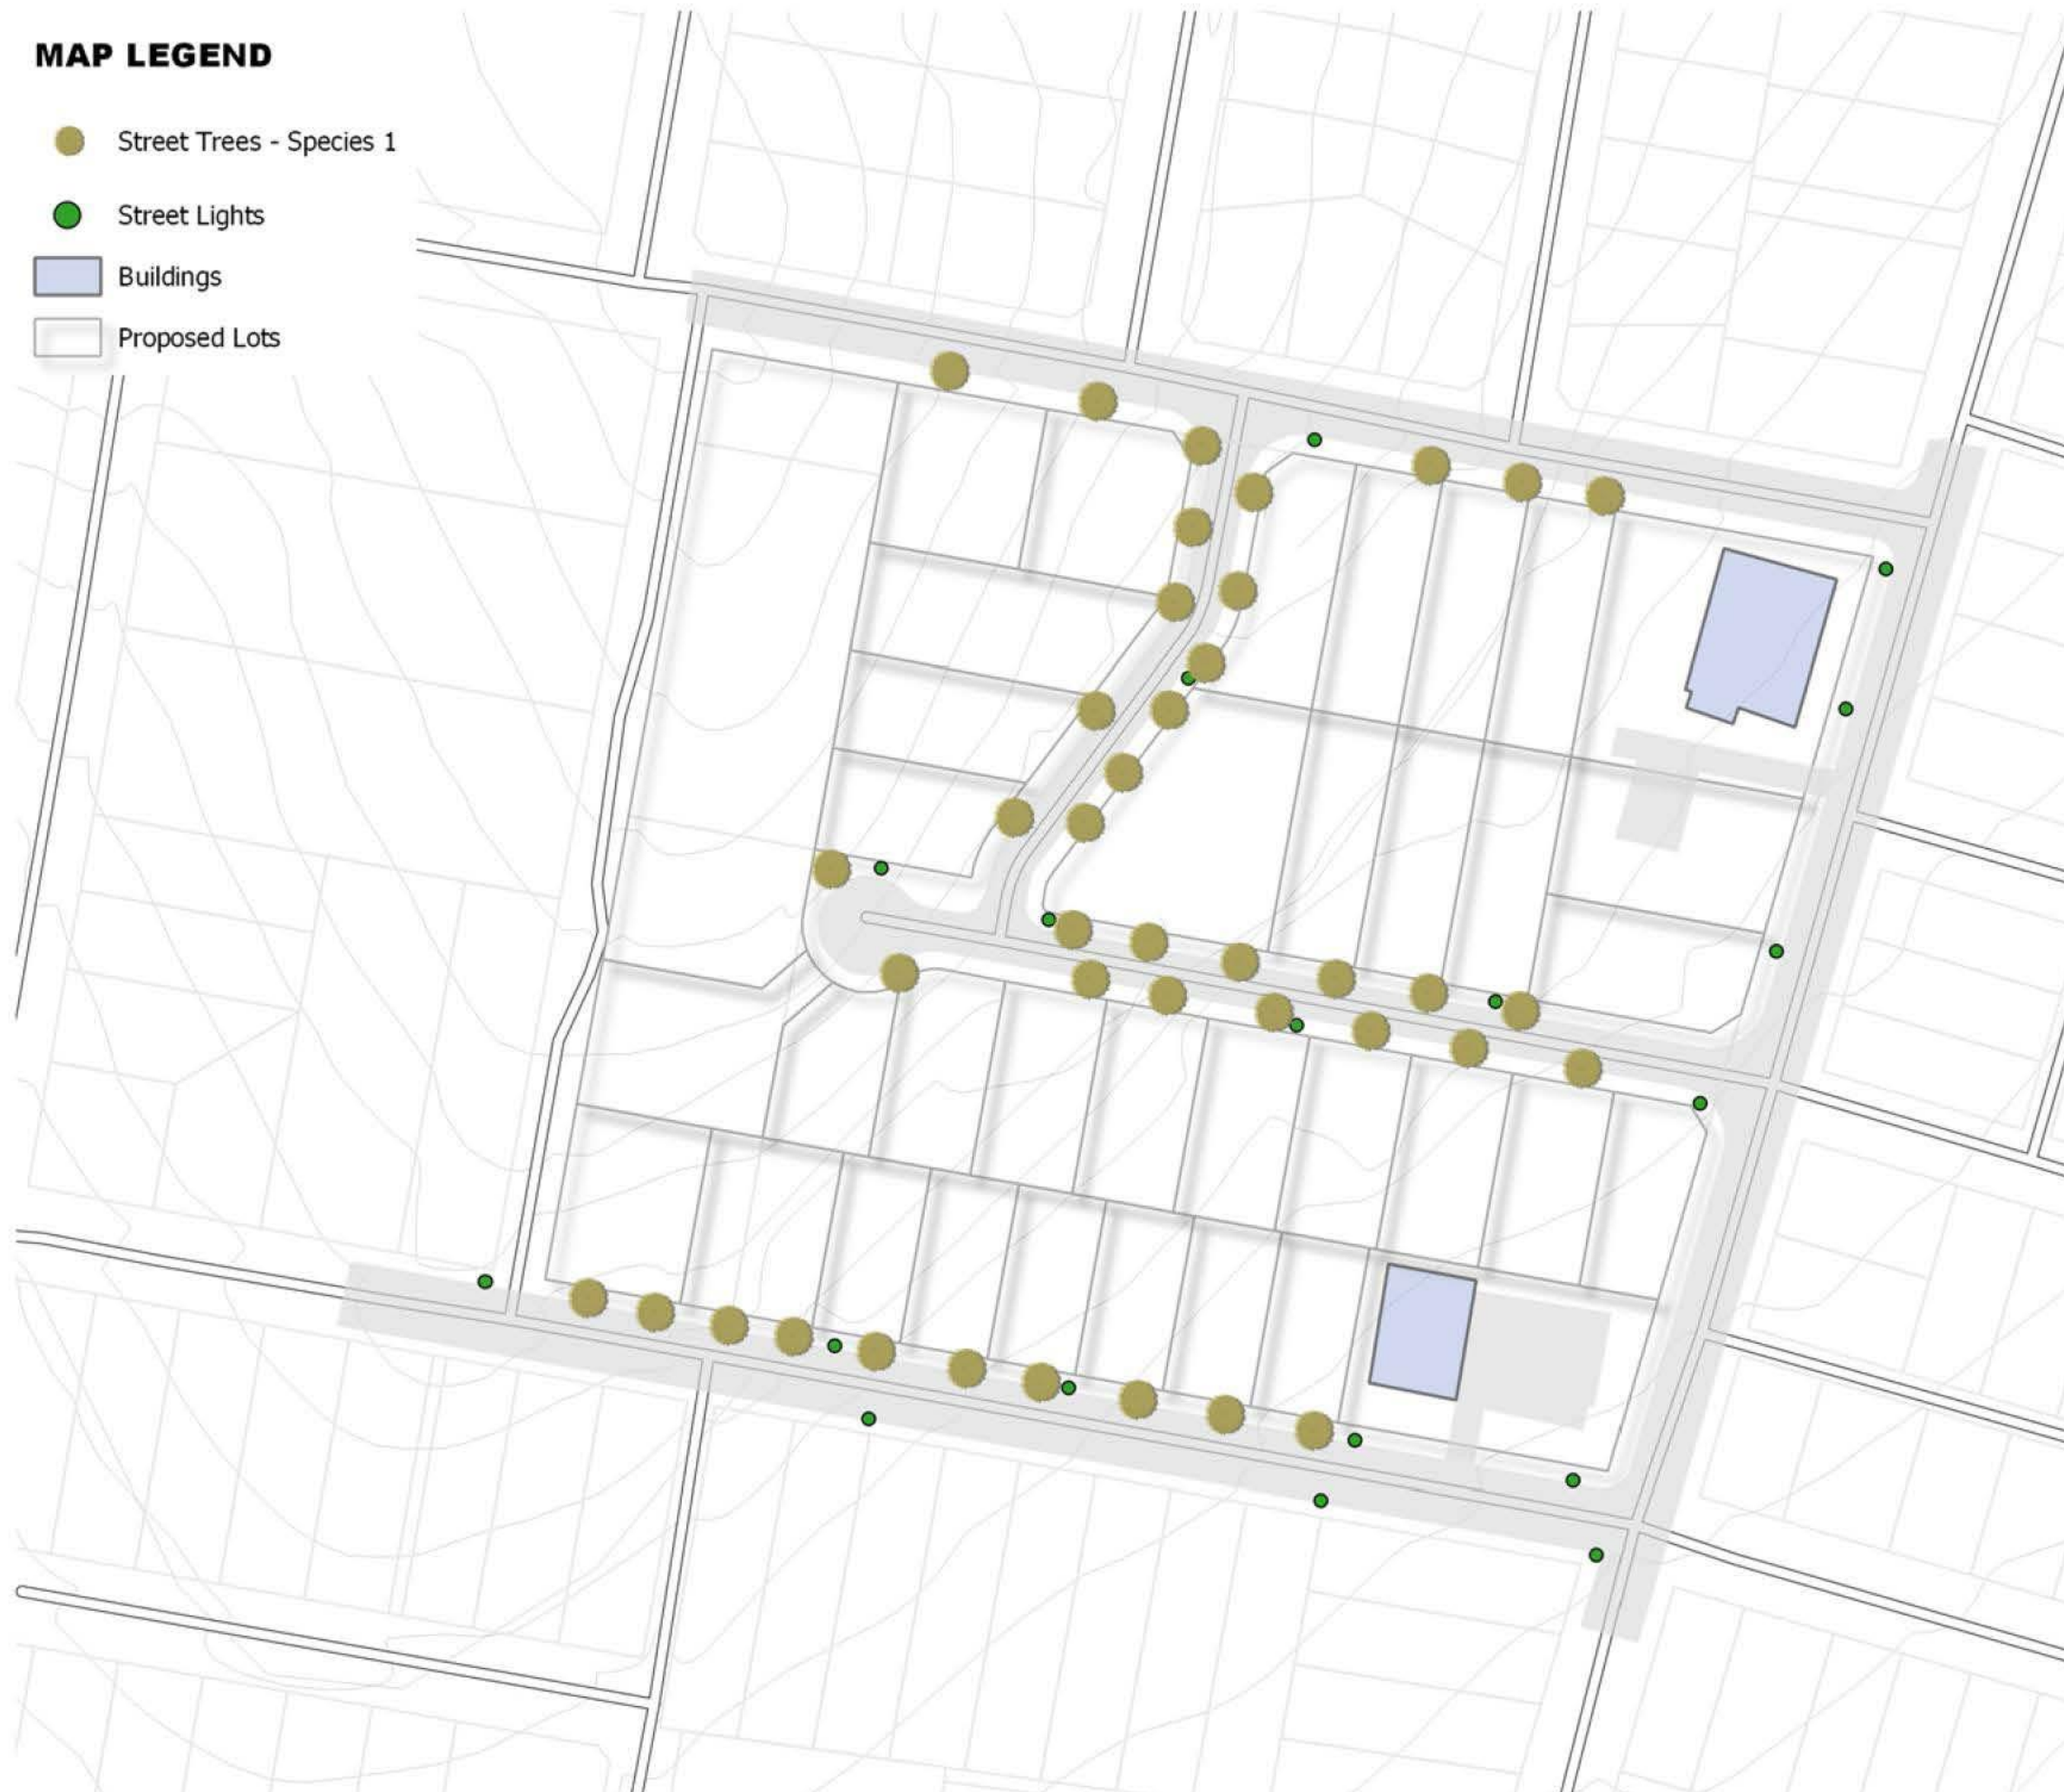 MAP LEGEND
Street Trees - Species 1
Street Lights
Buildings
Proposed Lots